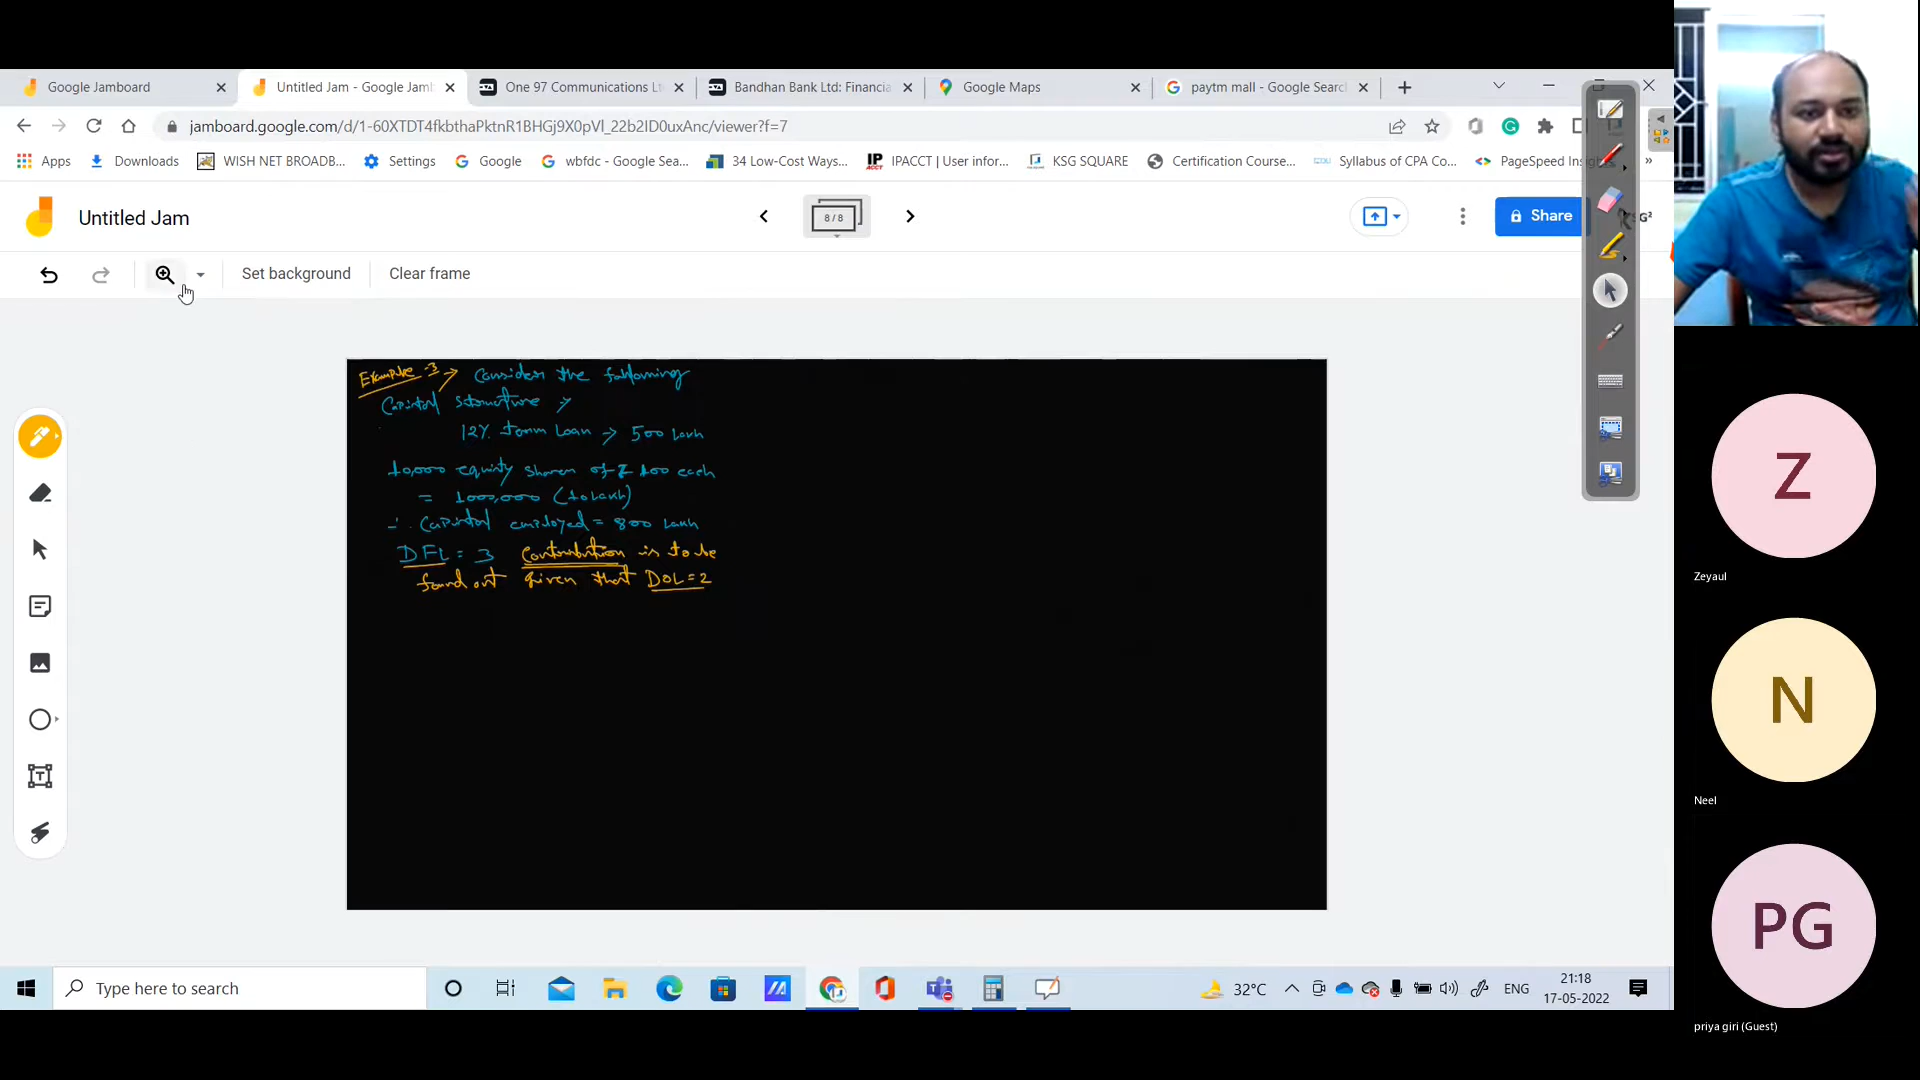 Google Jamboard
Untitled Jam - Google Jaml
One 97 Communications Lt
Bandhan Bank Ltd: Financia
Google Maps
paytm mall - Google Searc
jamboard.google.com/d/1-60XTDT4fkbthaPktnR1BHGj9X0pVl_22b2ID0uxAnc/viewer?f=7
Apps
Downloads
WISH NET BROADB...
Settings
Google
wbfdc - Google Sea...
34 Low-Cost Ways...
IP IPACCT IPACCT | User infor...
KSG SQUARE
Certification Course...
Syllabus of CPA Co...
PageSpeed Insig
»
Untitled Jam
8 / 8
Share
Set background
Clear frame
Example -3 → Consider the following
Capital structure :-
12% term Loan → 500 Lakh
10,000 equity shares of ₹ 100 each
= 1000,000 (10 Lakh)
∴ Capital employed = 800 Lakh
DFL = 3 Contribution is to be
found out given that DOL = 2
Z
Zeyaul
N
Neel
PG
priya giri (Guest)
Type here to search
32°C
ENG
21:18
17-05-2022